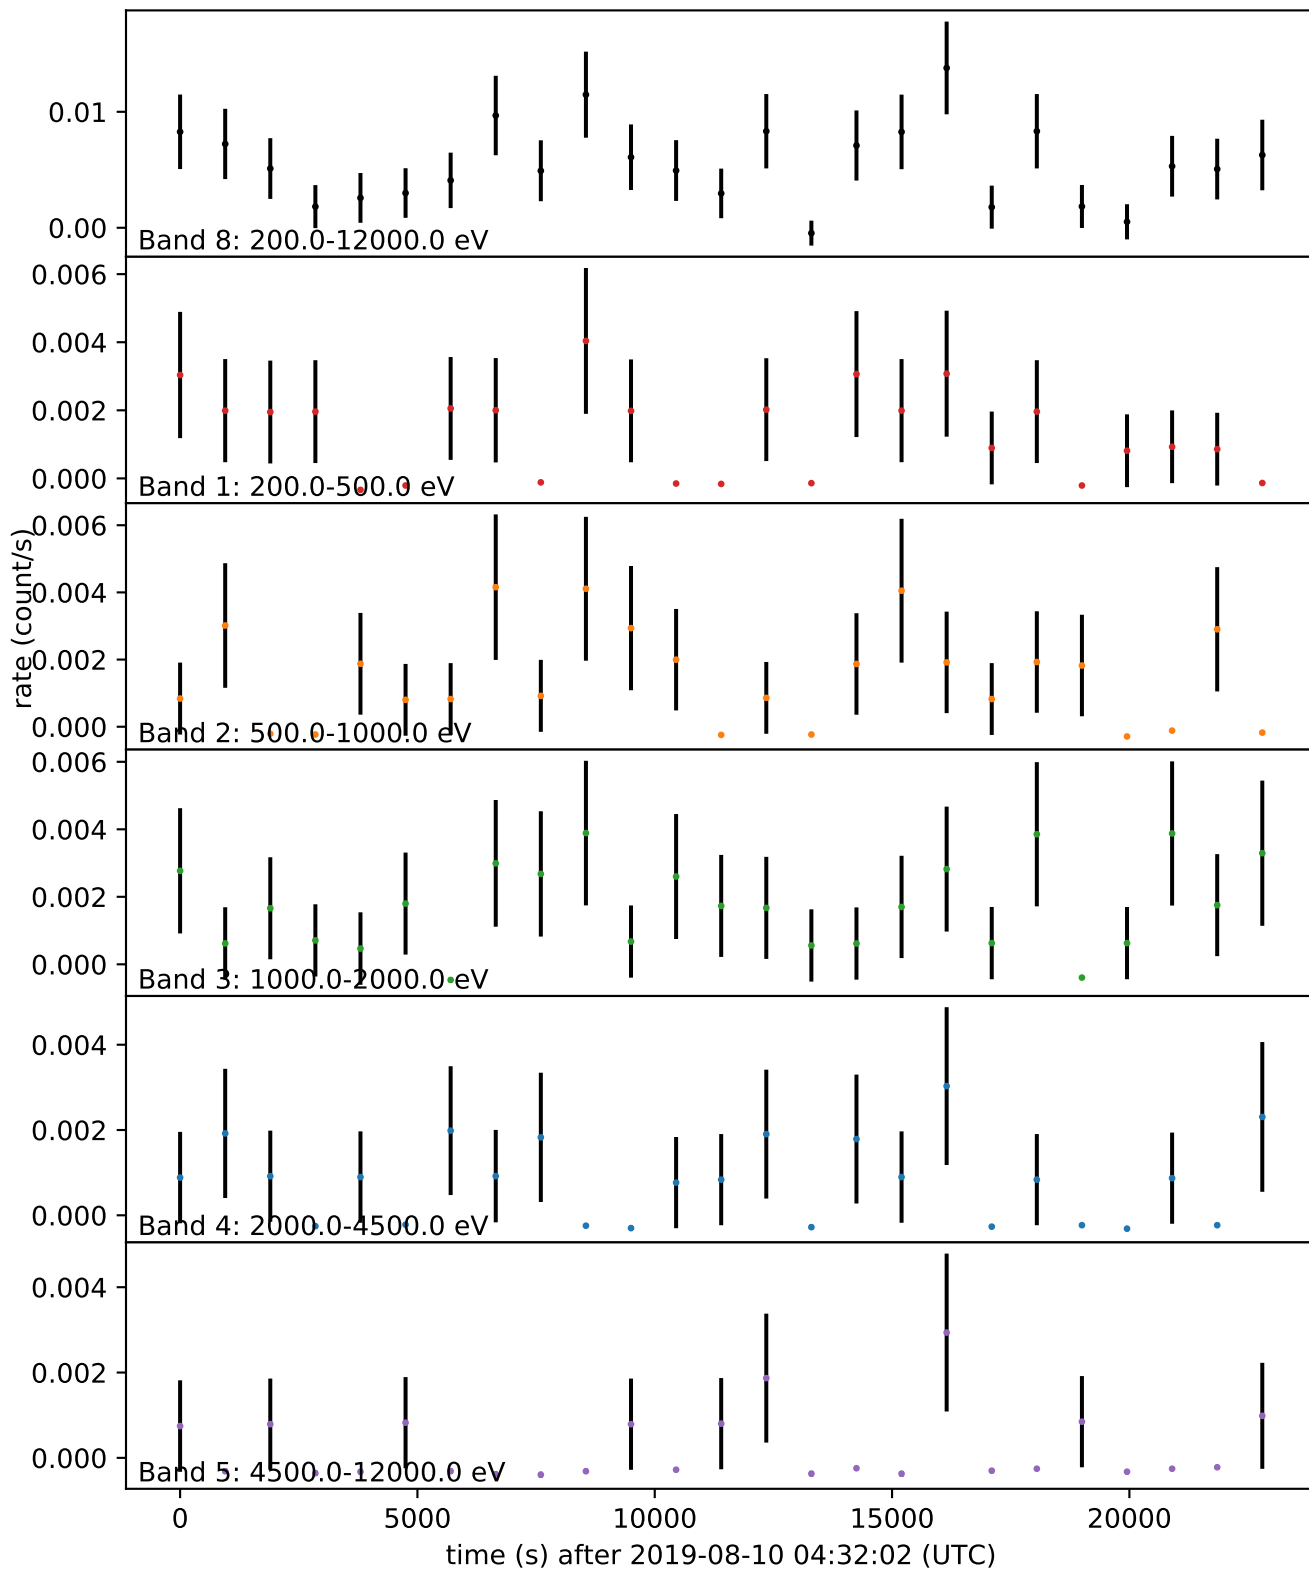 0.01
0.00
Band 8: 200.0-12000.0 eV
0.006
0.004
0.002
0.000
Band 1: 200.0-500.0 eV
rate (count/s)
0.006
0.004
0.002
0.000
Band 2: 500.0-1000.0 eV
0.006
0.004
0.002
0.000
Band 3: 1000.0-2000.0 eV
0.004
0.002
0.000
Band 4: 2000.0-4500.0 eV
0.004
0.002
0.000
Band 5: 4500.0-12000.0 eV
0 5000 10000 15000 20000
time (s) after 2019-08-10 04:32:02 (UTC)